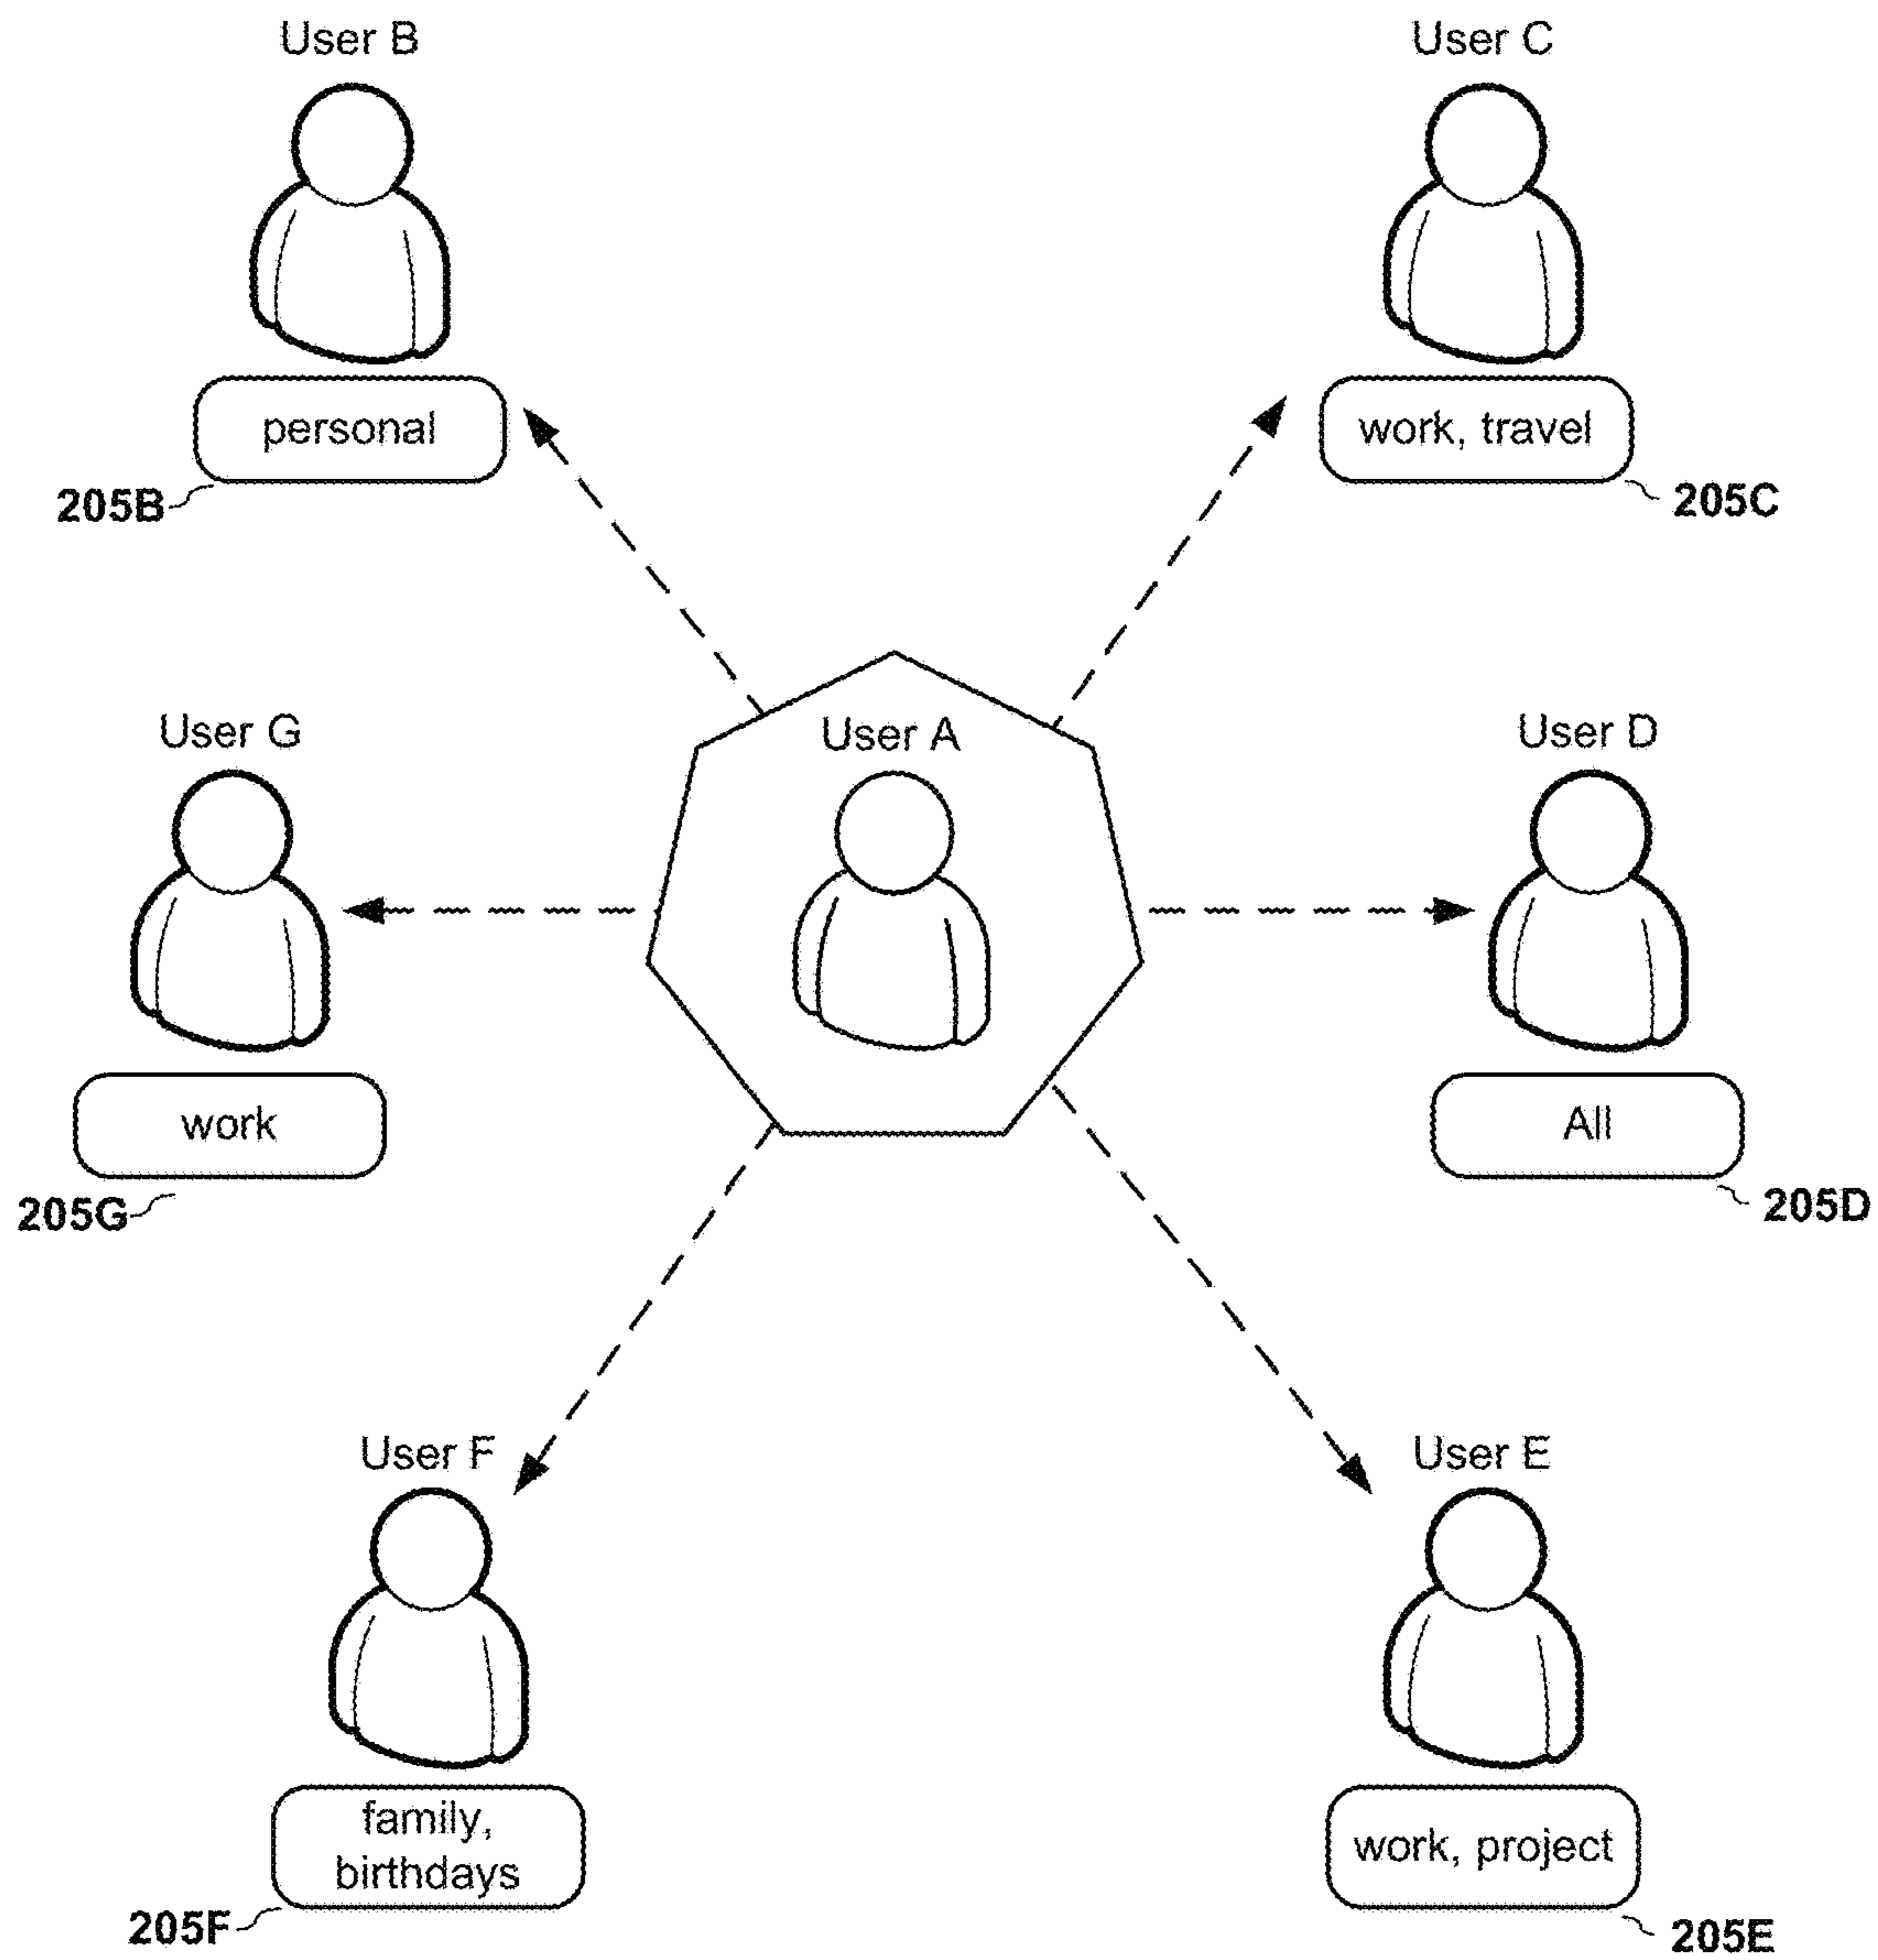 User B
User C
personal
work, travel
205B
205C
User G
User A
User D
work
All
205G
205D
User F
User E
family,
birthdays
work, project
205F
205E